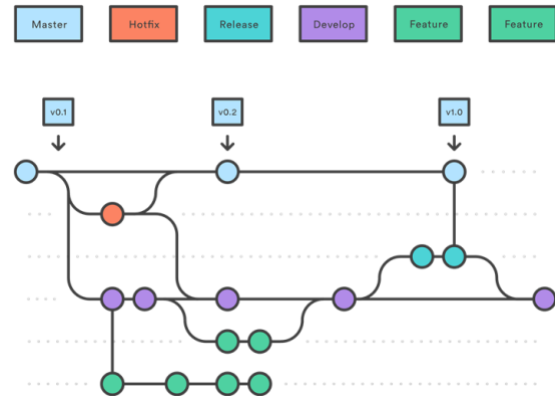 Master
Hotfix
Release
Develop
Feature
Feature
v0.1
v0.2
v1.0